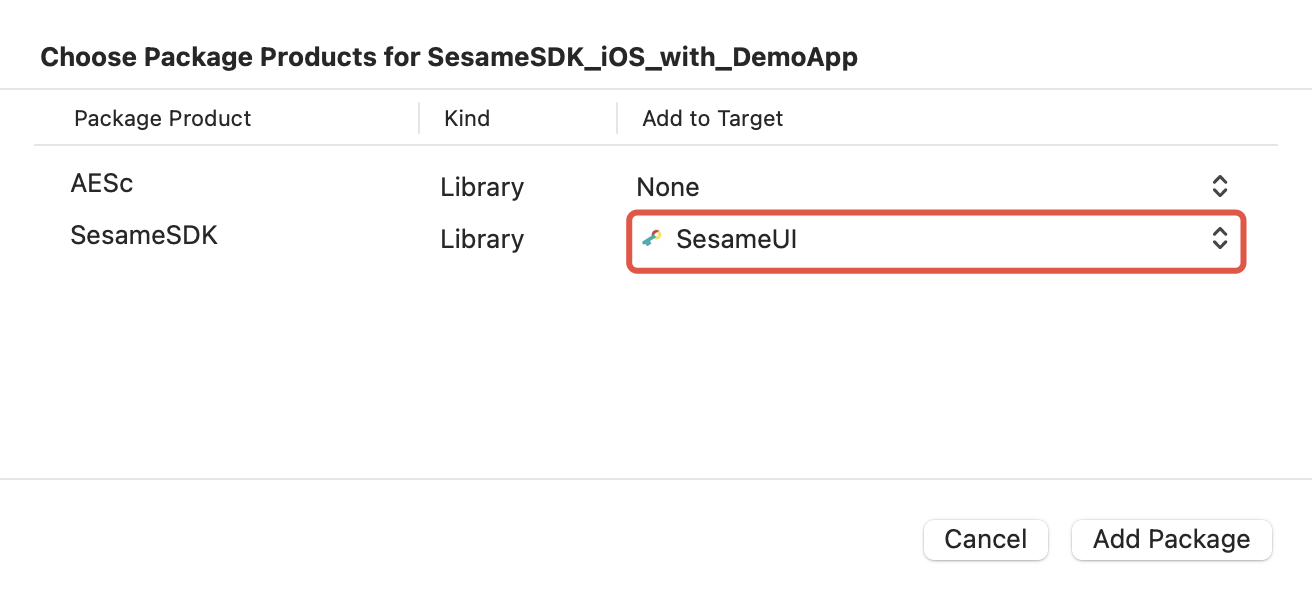 Choose Package Products for SesameSDK_iOS_with_DemoApp
Package Product Kind Add to Target
AESc Library None
SesameSDK Library SesameUI
Cancel Add Package